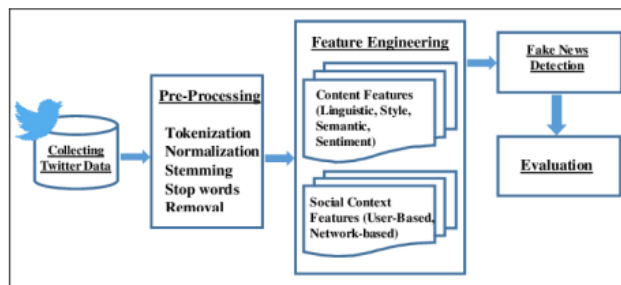 Collecting
Twitter Data
Pre-Processing
Tokenization
Normalization
Stemming
Stop words
Removal
Feature Engineering
Content Features
(Linguistic, Style,
Semantic,
Sentiment)
Social Context
Features (User-Based,
Network-based)
Fake News
Detection
Evaluation